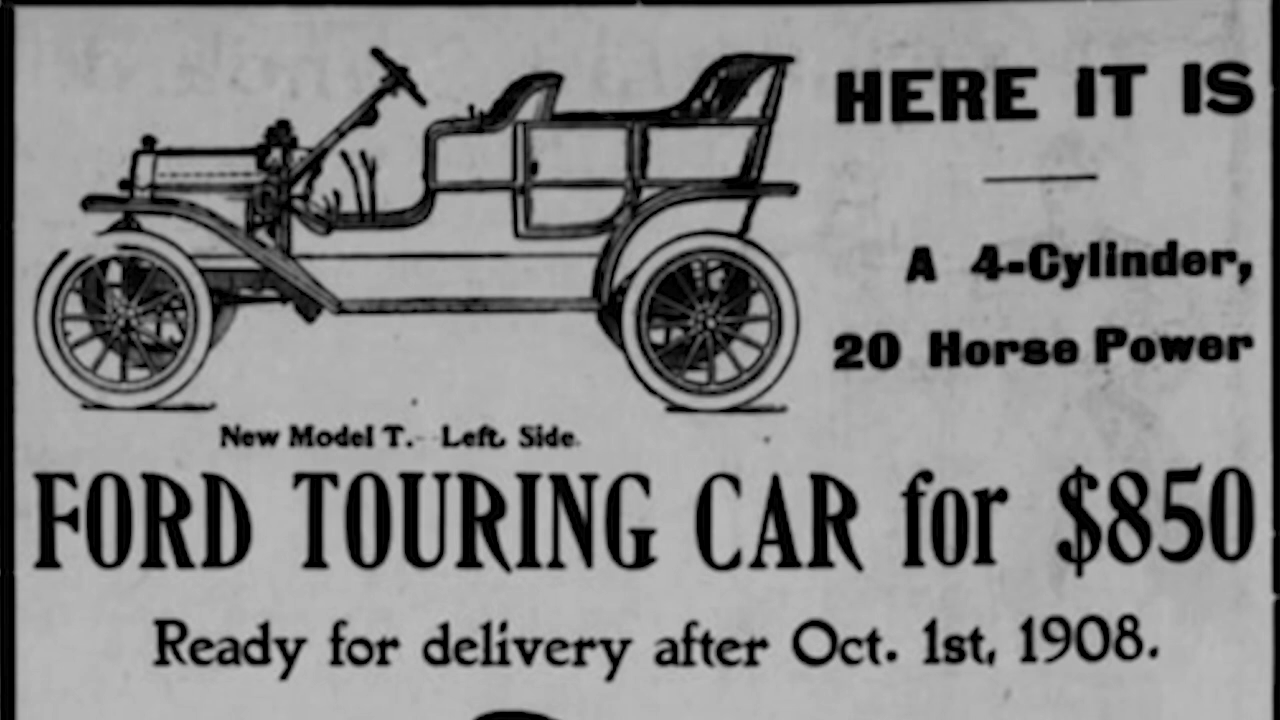 HERE IT IS
A 4-Cylinder,
20 Horse Power
New Model T.- Left Side.
FORD TOURING CAR for $850
Ready for delivery after Oct. 1st, 1908.